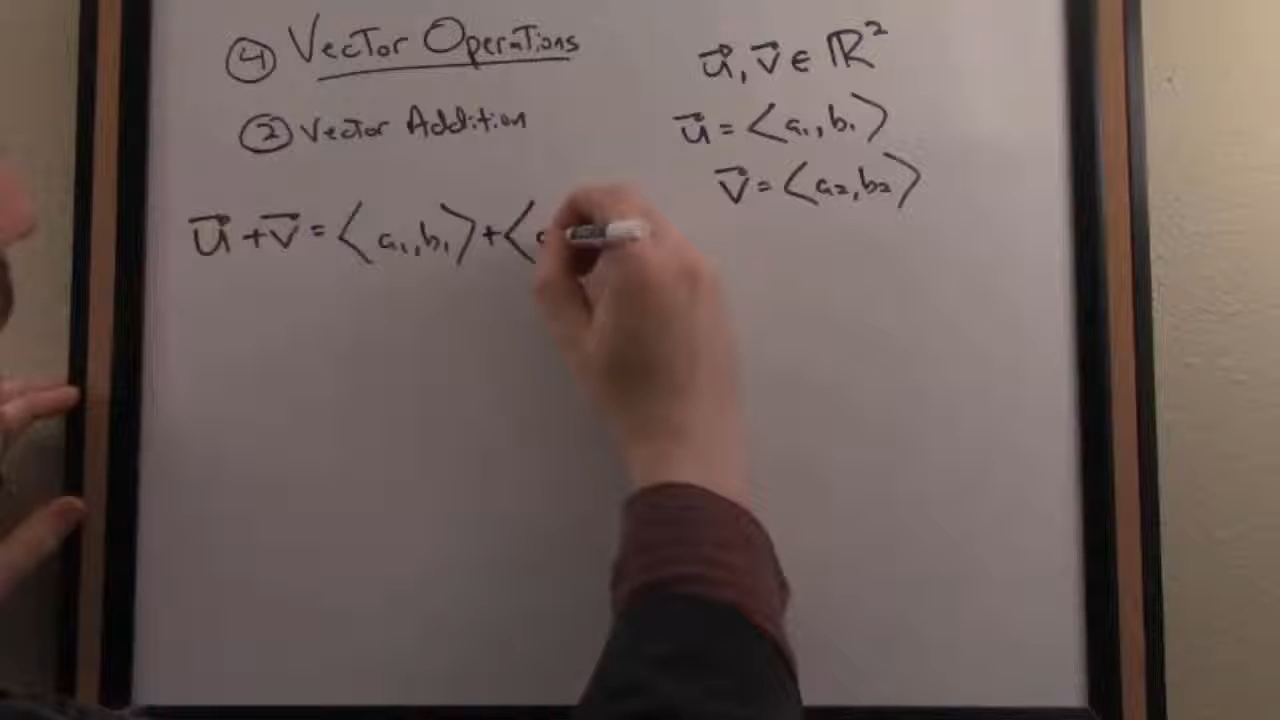 ④ Vector Operations
② Vector Addition
u⃗, v⃗ ∈ ℝ²
u⃗ = ⟨a₁, b₁⟩
v⃗ = ⟨a₂, b₂⟩
u⃗ + v⃗ = ⟨a₁, b₁⟩ + ⟨